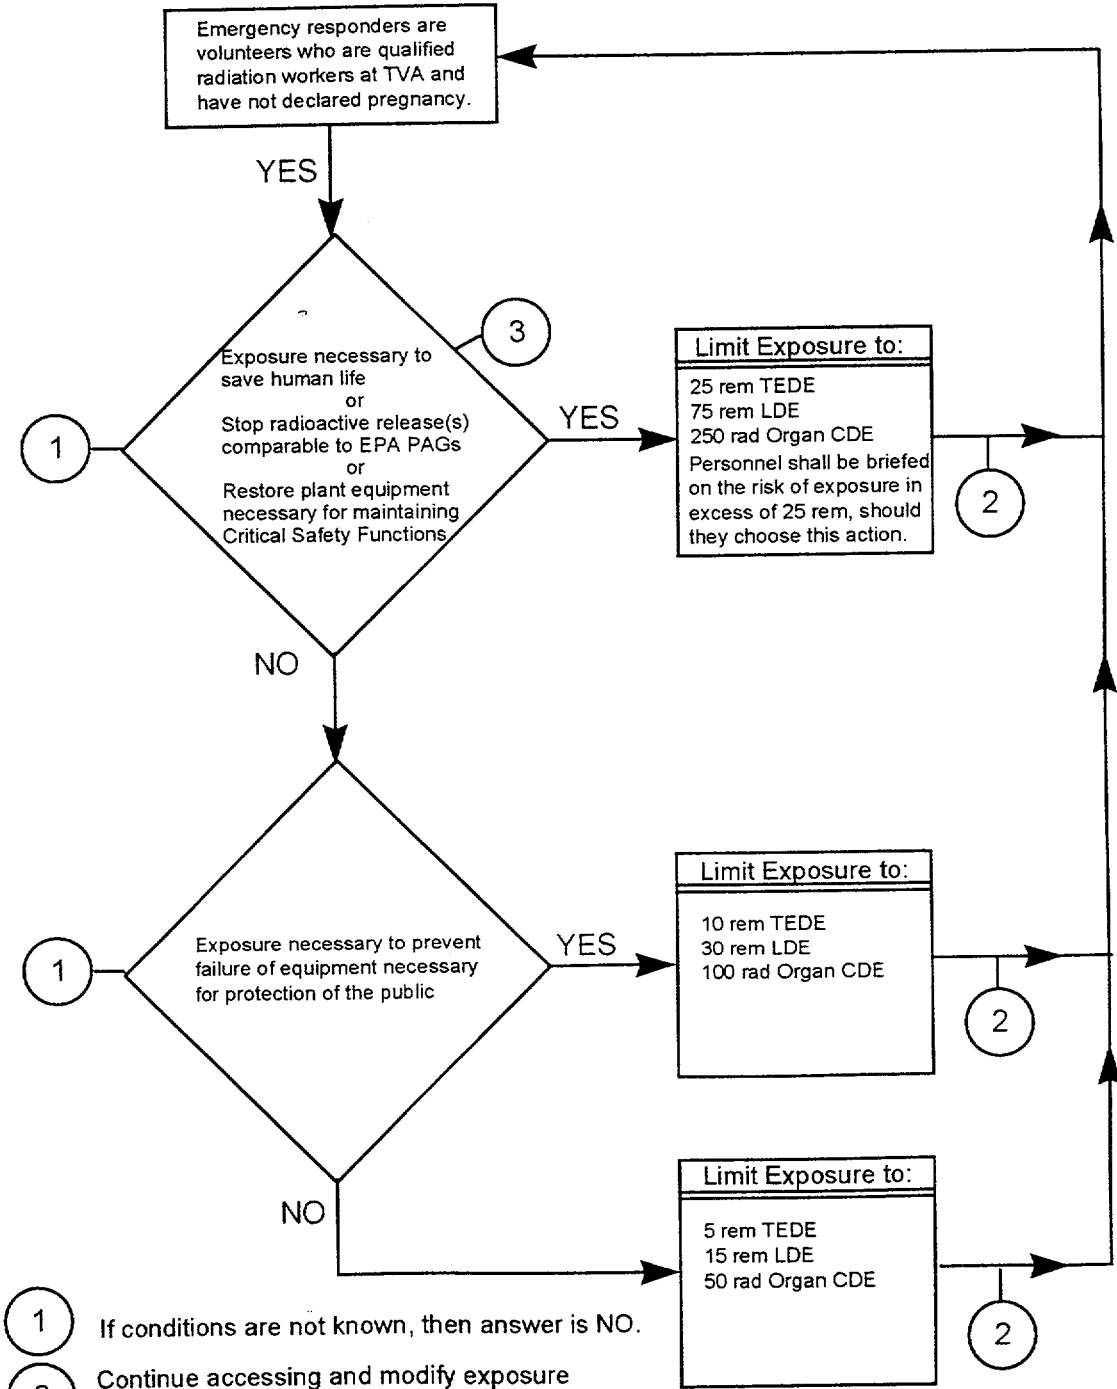 Emergency responders are
volunteers who are qualified
radiation workers at TVA and
have not declared pregnancy.
YES
3
Exposure necessary to
save human life
or
Stop radioactive release(s)
comparable to EPA PAGs
or
Restore plant equipment
necessary for maintaining
Critical Safety Functions
1
YES
Limit Exposure to:
25 rem TEDE
75 rem LDE
250 rad Organ CDE
Personnel shall be briefed
on the risk of exposure in
excess of 25 rem, should
they choose this action.
2
NO
Exposure necessary to prevent
failure of equipment necessary
for protection of the public
1
YES
Limit Exposure to:
10 rem TEDE
30 rem LDE
100 rad Organ CDE
2
NO
Limit Exposure to:
5 rem TEDE
15 rem LDE
50 rad Organ CDE
2
1 If conditions are not known, then answer is NO.
Continue accessing and modify exposure